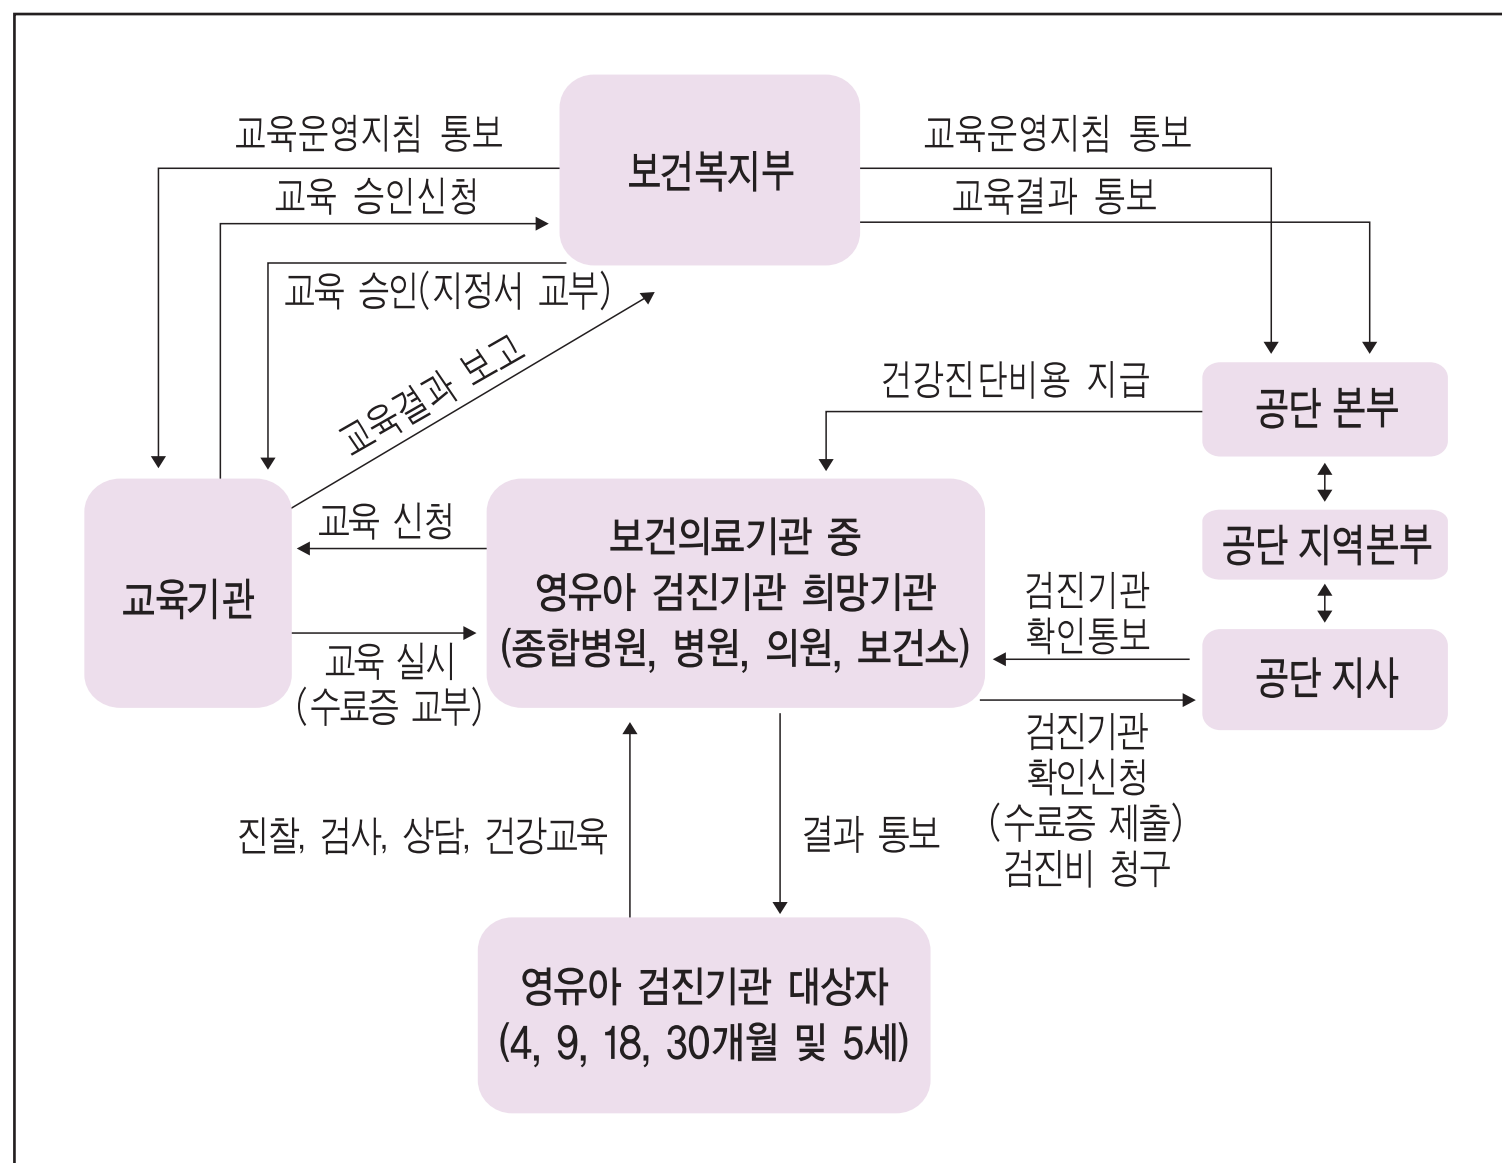 교육운영지침 통보
보건복지부
교육운영지침 통보
교육 승인신청
교육결과 통보
교육 승인(지정서 교부)
교육결과 보고
건강진단비용 지급
공단 본부
교육기관
교육 신청
교육 실시
(수료증 교부)
보건의료기관 중
영유아 검진기관 희망기관
(종합병원, 병원, 의원, 보건소)
공단 지역본부
검진기관
확인통보
공단 지사
검진기관
확인신청
(수료증 제출)
검진비 청구
진찰, 검사, 상담, 건강교육
결과 통보
영유아 검진기관 대상자
(4, 9, 18, 30개월 및 5세)